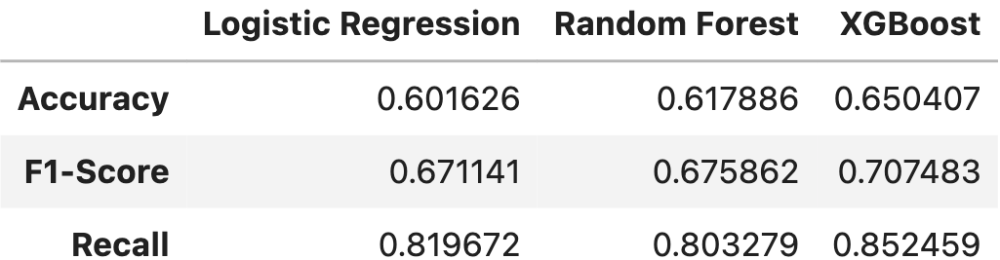 Logistic Regression Random Forest XGBoost
Accuracy 0.601626 0.617886 0.650407
F1-Score 0.671141 0.675862 0.707483
Recall 0.819672 0.803279 0.852459